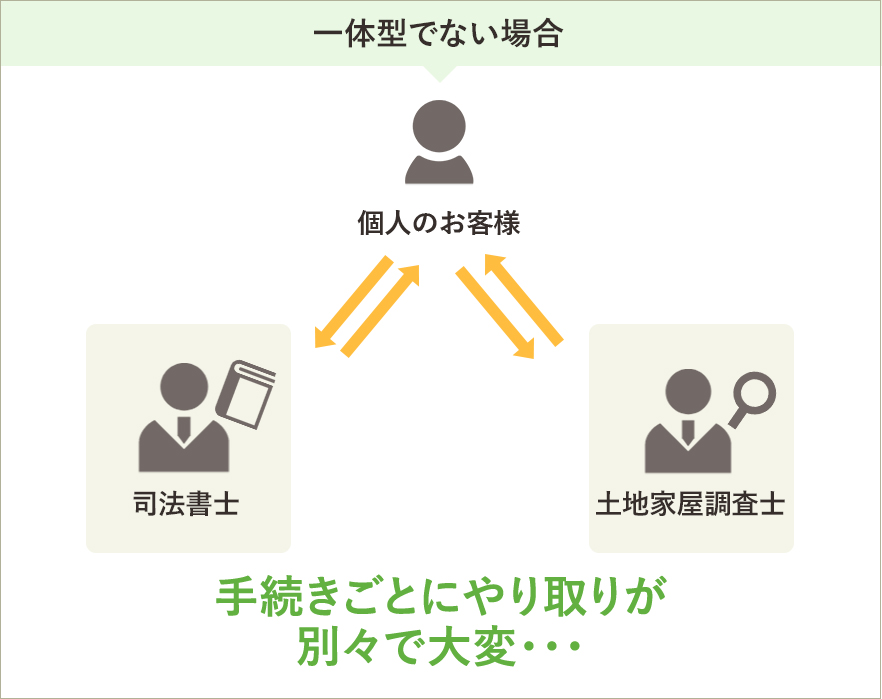 一体型でない場合
個人のお客様
司法書士
土地家屋調査士
手続きごとにやり取りが
別々で大変・・・